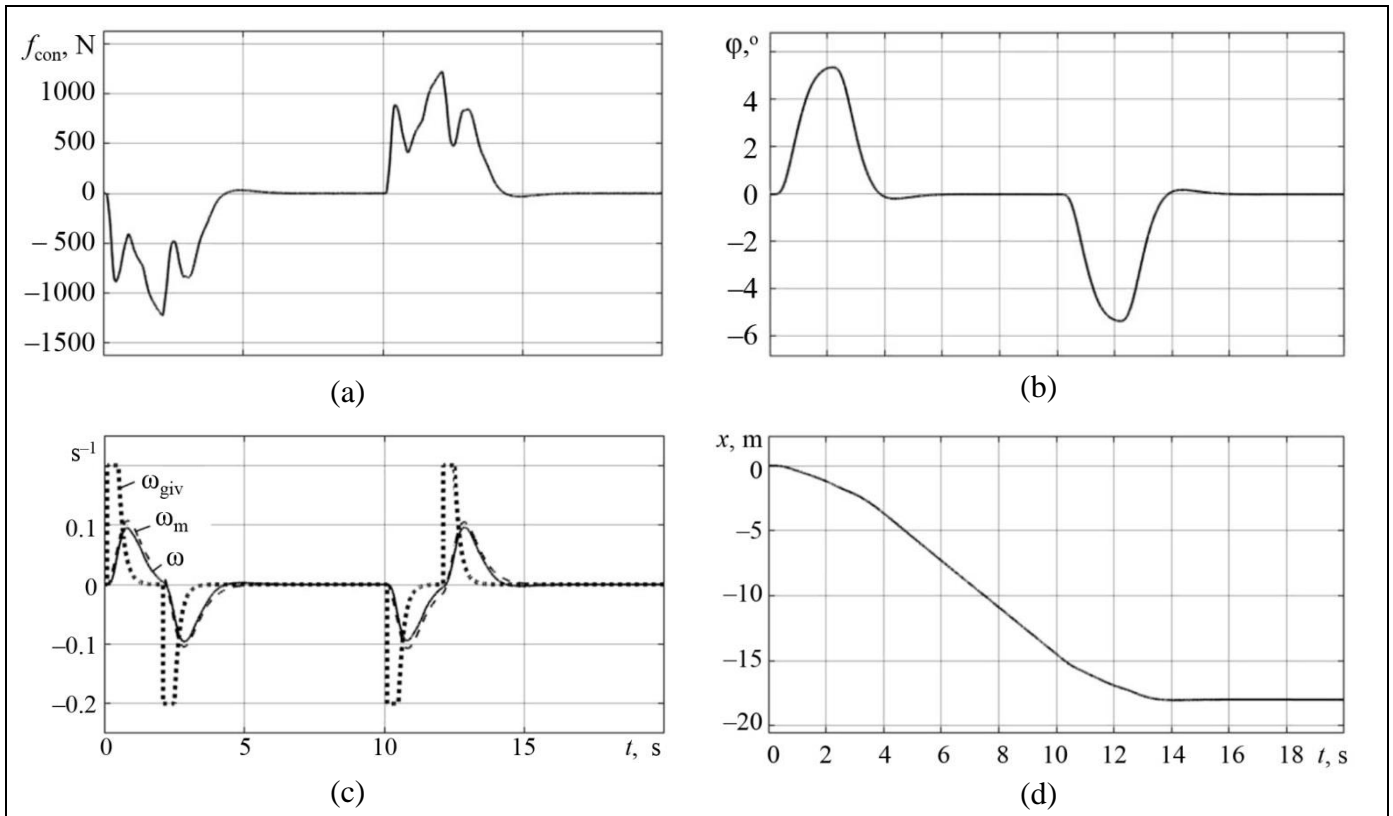 f_con, N
1000
500
0
–500
–1000
–1500
(a)
φ,°
4
2
0
–2
–4
–6
(b)
s⁻¹
ω_giv
0.1
ω_m
ω
0
–0.1
–0.2
0 5 10 15 t, s
(c)
x, m
0
–5
–10
–15
–20
0 2 4 6 8 10 12 14 16 18 t, s
(d)